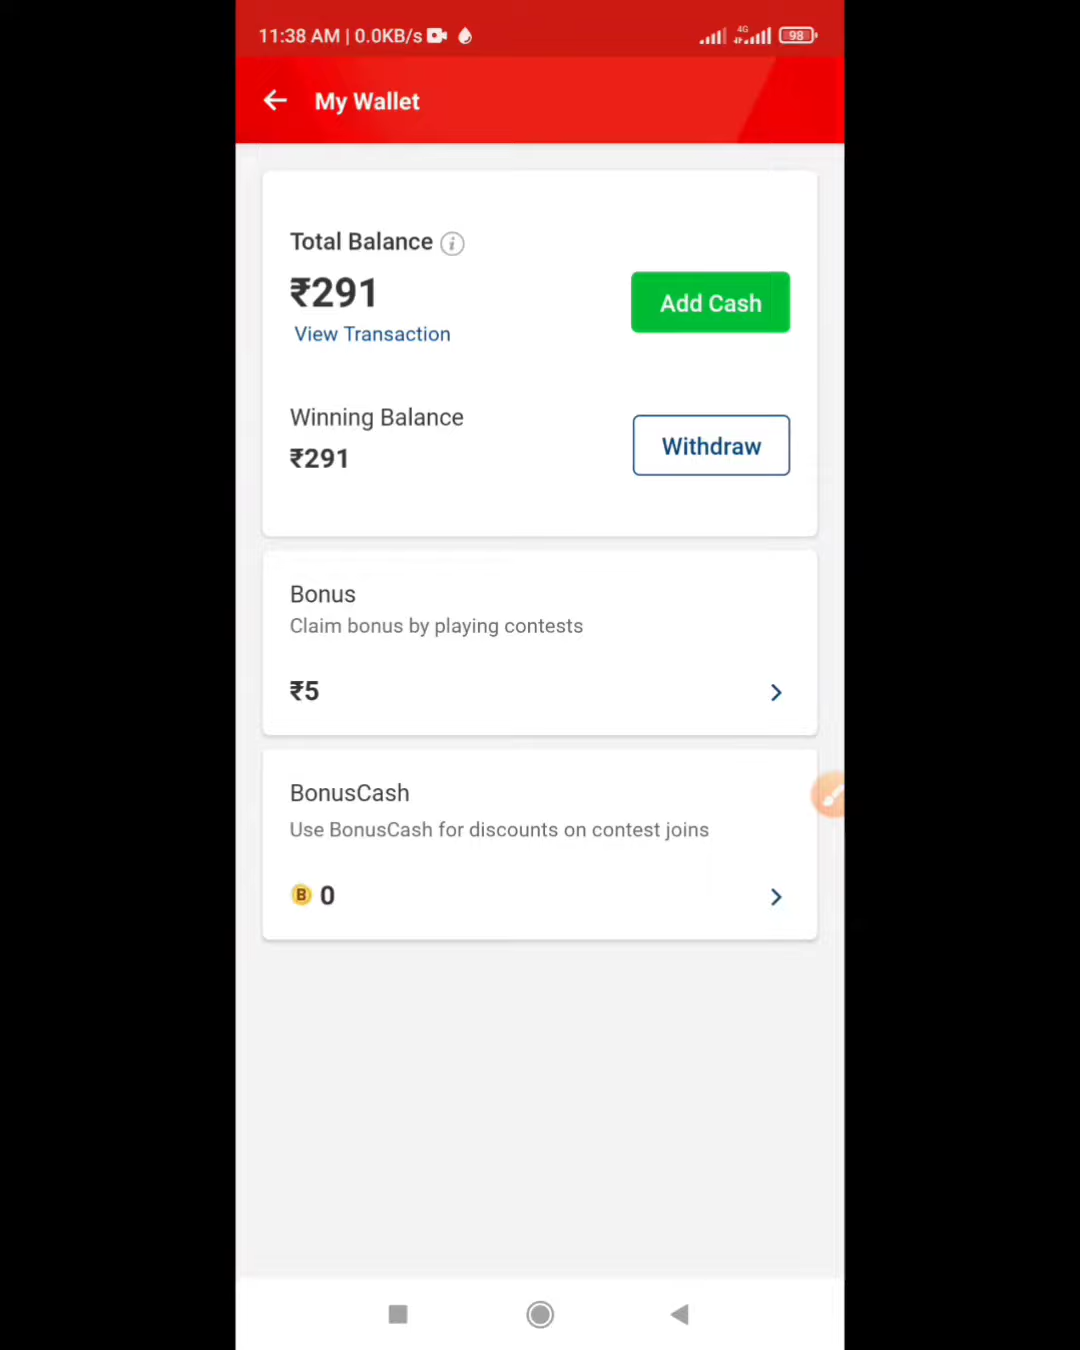 11:38 AM | 0.0KB/s
4G
98
My Wallet
Total Balance
₹291
Add Cash
View Transaction
Winning Balance
₹291
Withdraw
Bonus
Claim bonus by playing contests
₹5
BonusCash
Use BonusCash for discounts on contest joins
B 0